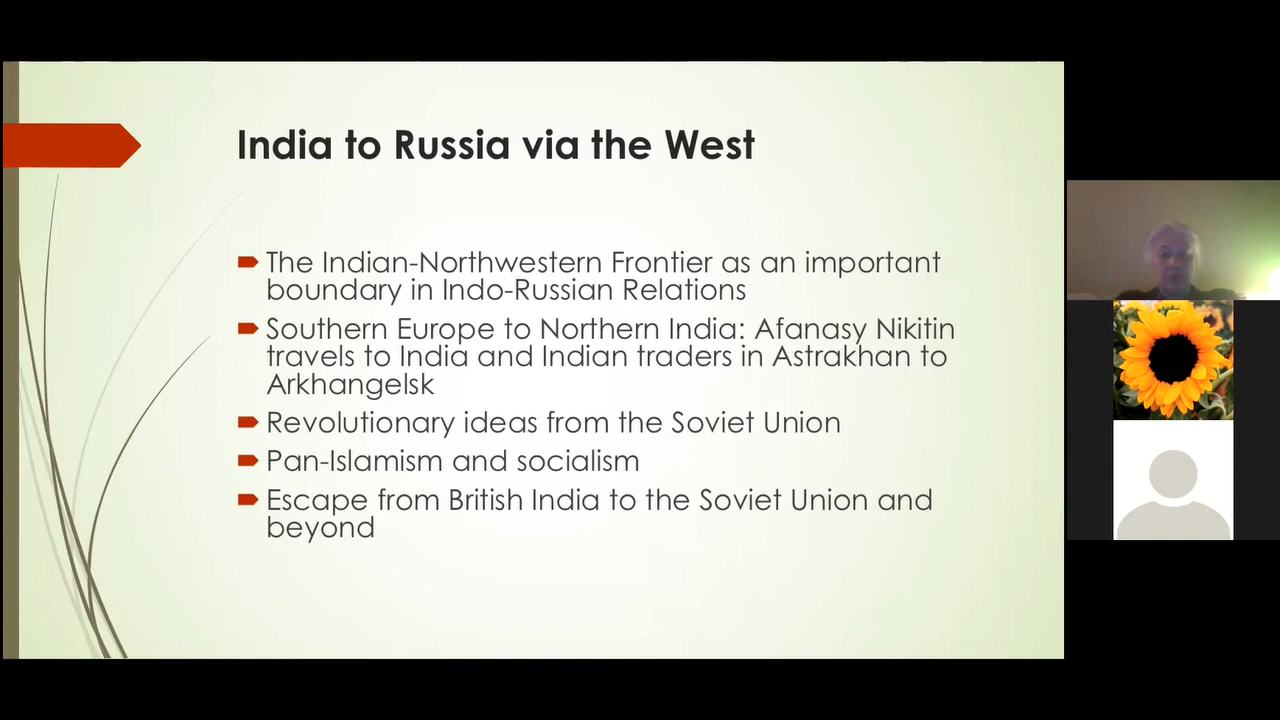 India to Russia via the West
The Indian-Northwestern Frontier as an important
boundary in Indo-Russian Relations
Southern Europe to Northern India: Afanasy Nikitin
travels to India and Indian traders in Astrakhan to
Arkhangelsk
Revolutionary ideas from the Soviet Union
Pan-Islamism and socialism
Escape from British India to the Soviet Union and
beyond